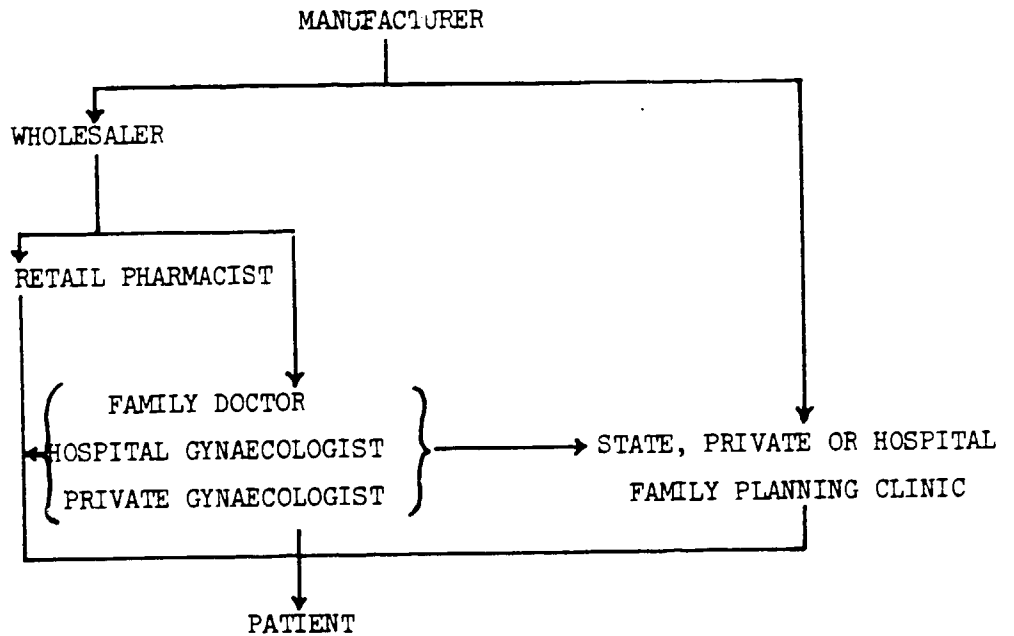 MANUFACTURER
WHOLESALER
RETAIL PHARMACIST
FAMILY DOCTOR
HOSPITAL GYNAECOLOGIST
PRIVATE GYNAECOLOGIST
STATE, PRIVATE OR HOSPITAL
FAMILY PLANNING CLINIC
PATIENT